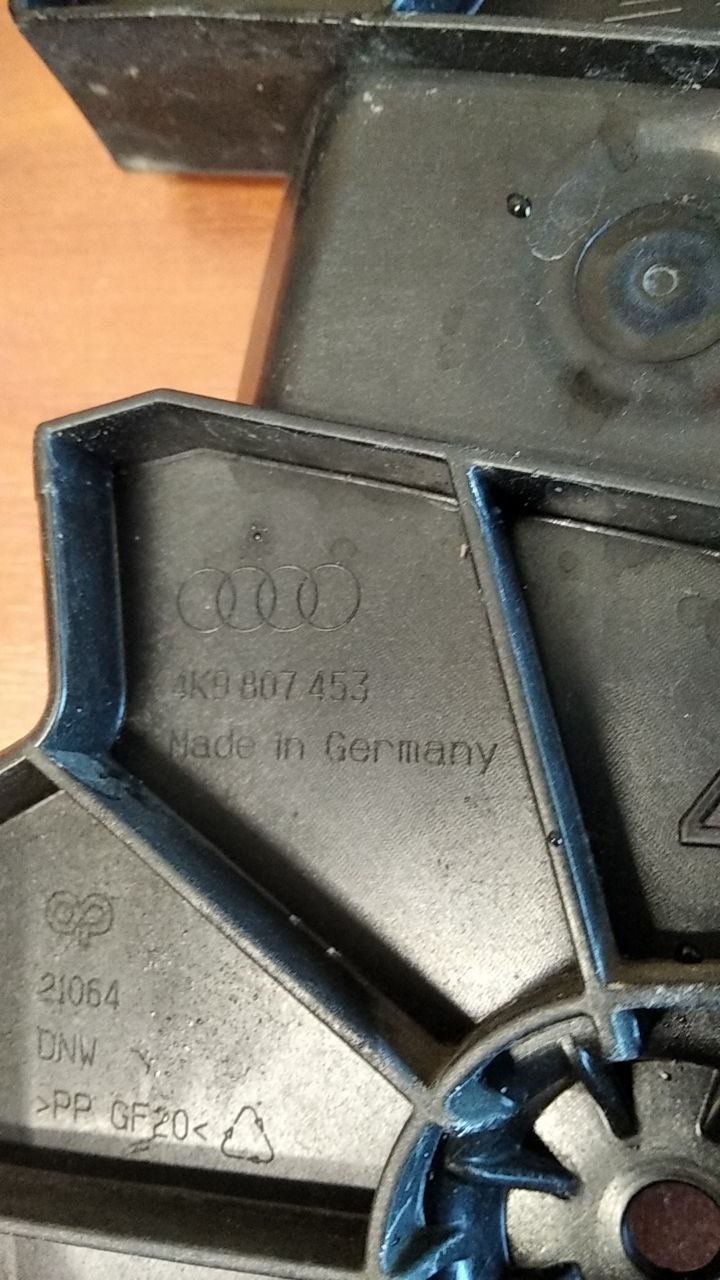 4K9 807 453
Made in Germany
21064
DNW
>PP GF20<